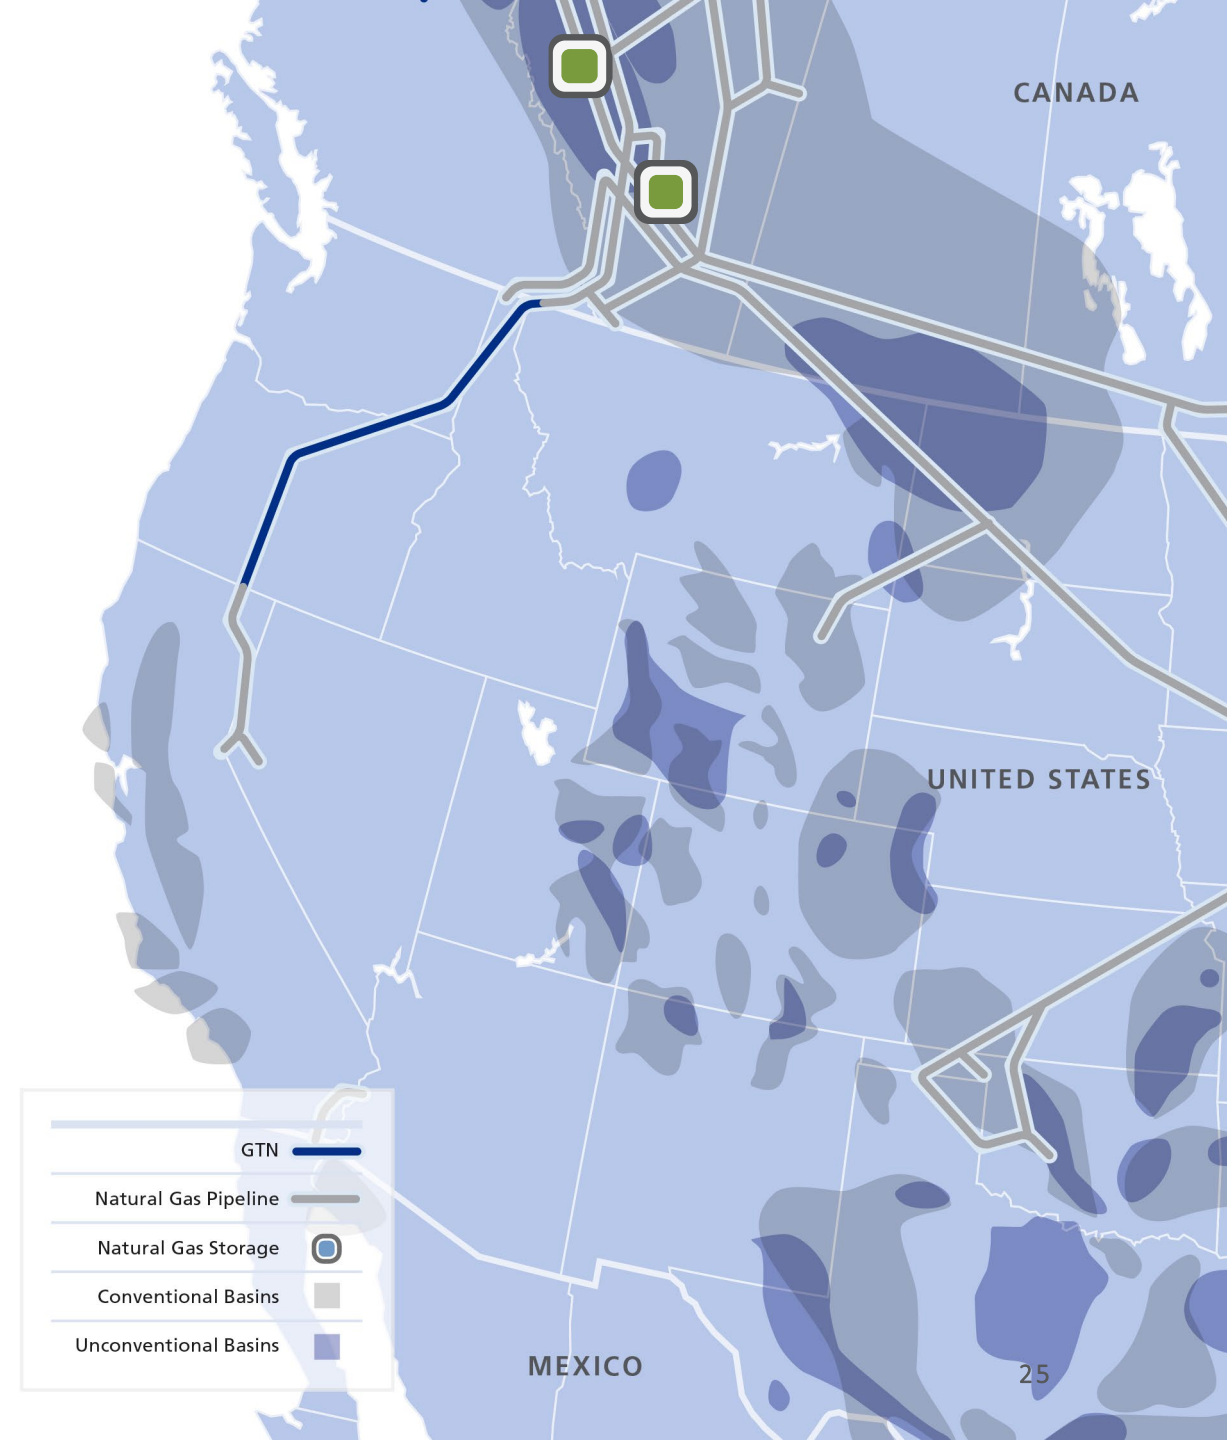 CANADA
UNITED STATES
GTN
Natural Gas Pipeline
Natural Gas Storage
Conventional Basins
Unconventional Basins
MEXICO
25